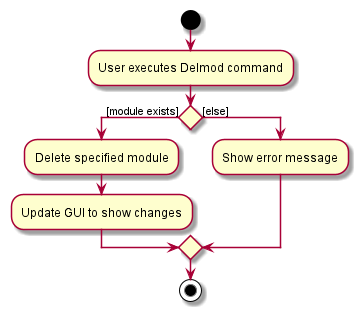 User executes Delmod command
[module exists]
[else]
Delete specified module
Show error message
Update GUI to show changes